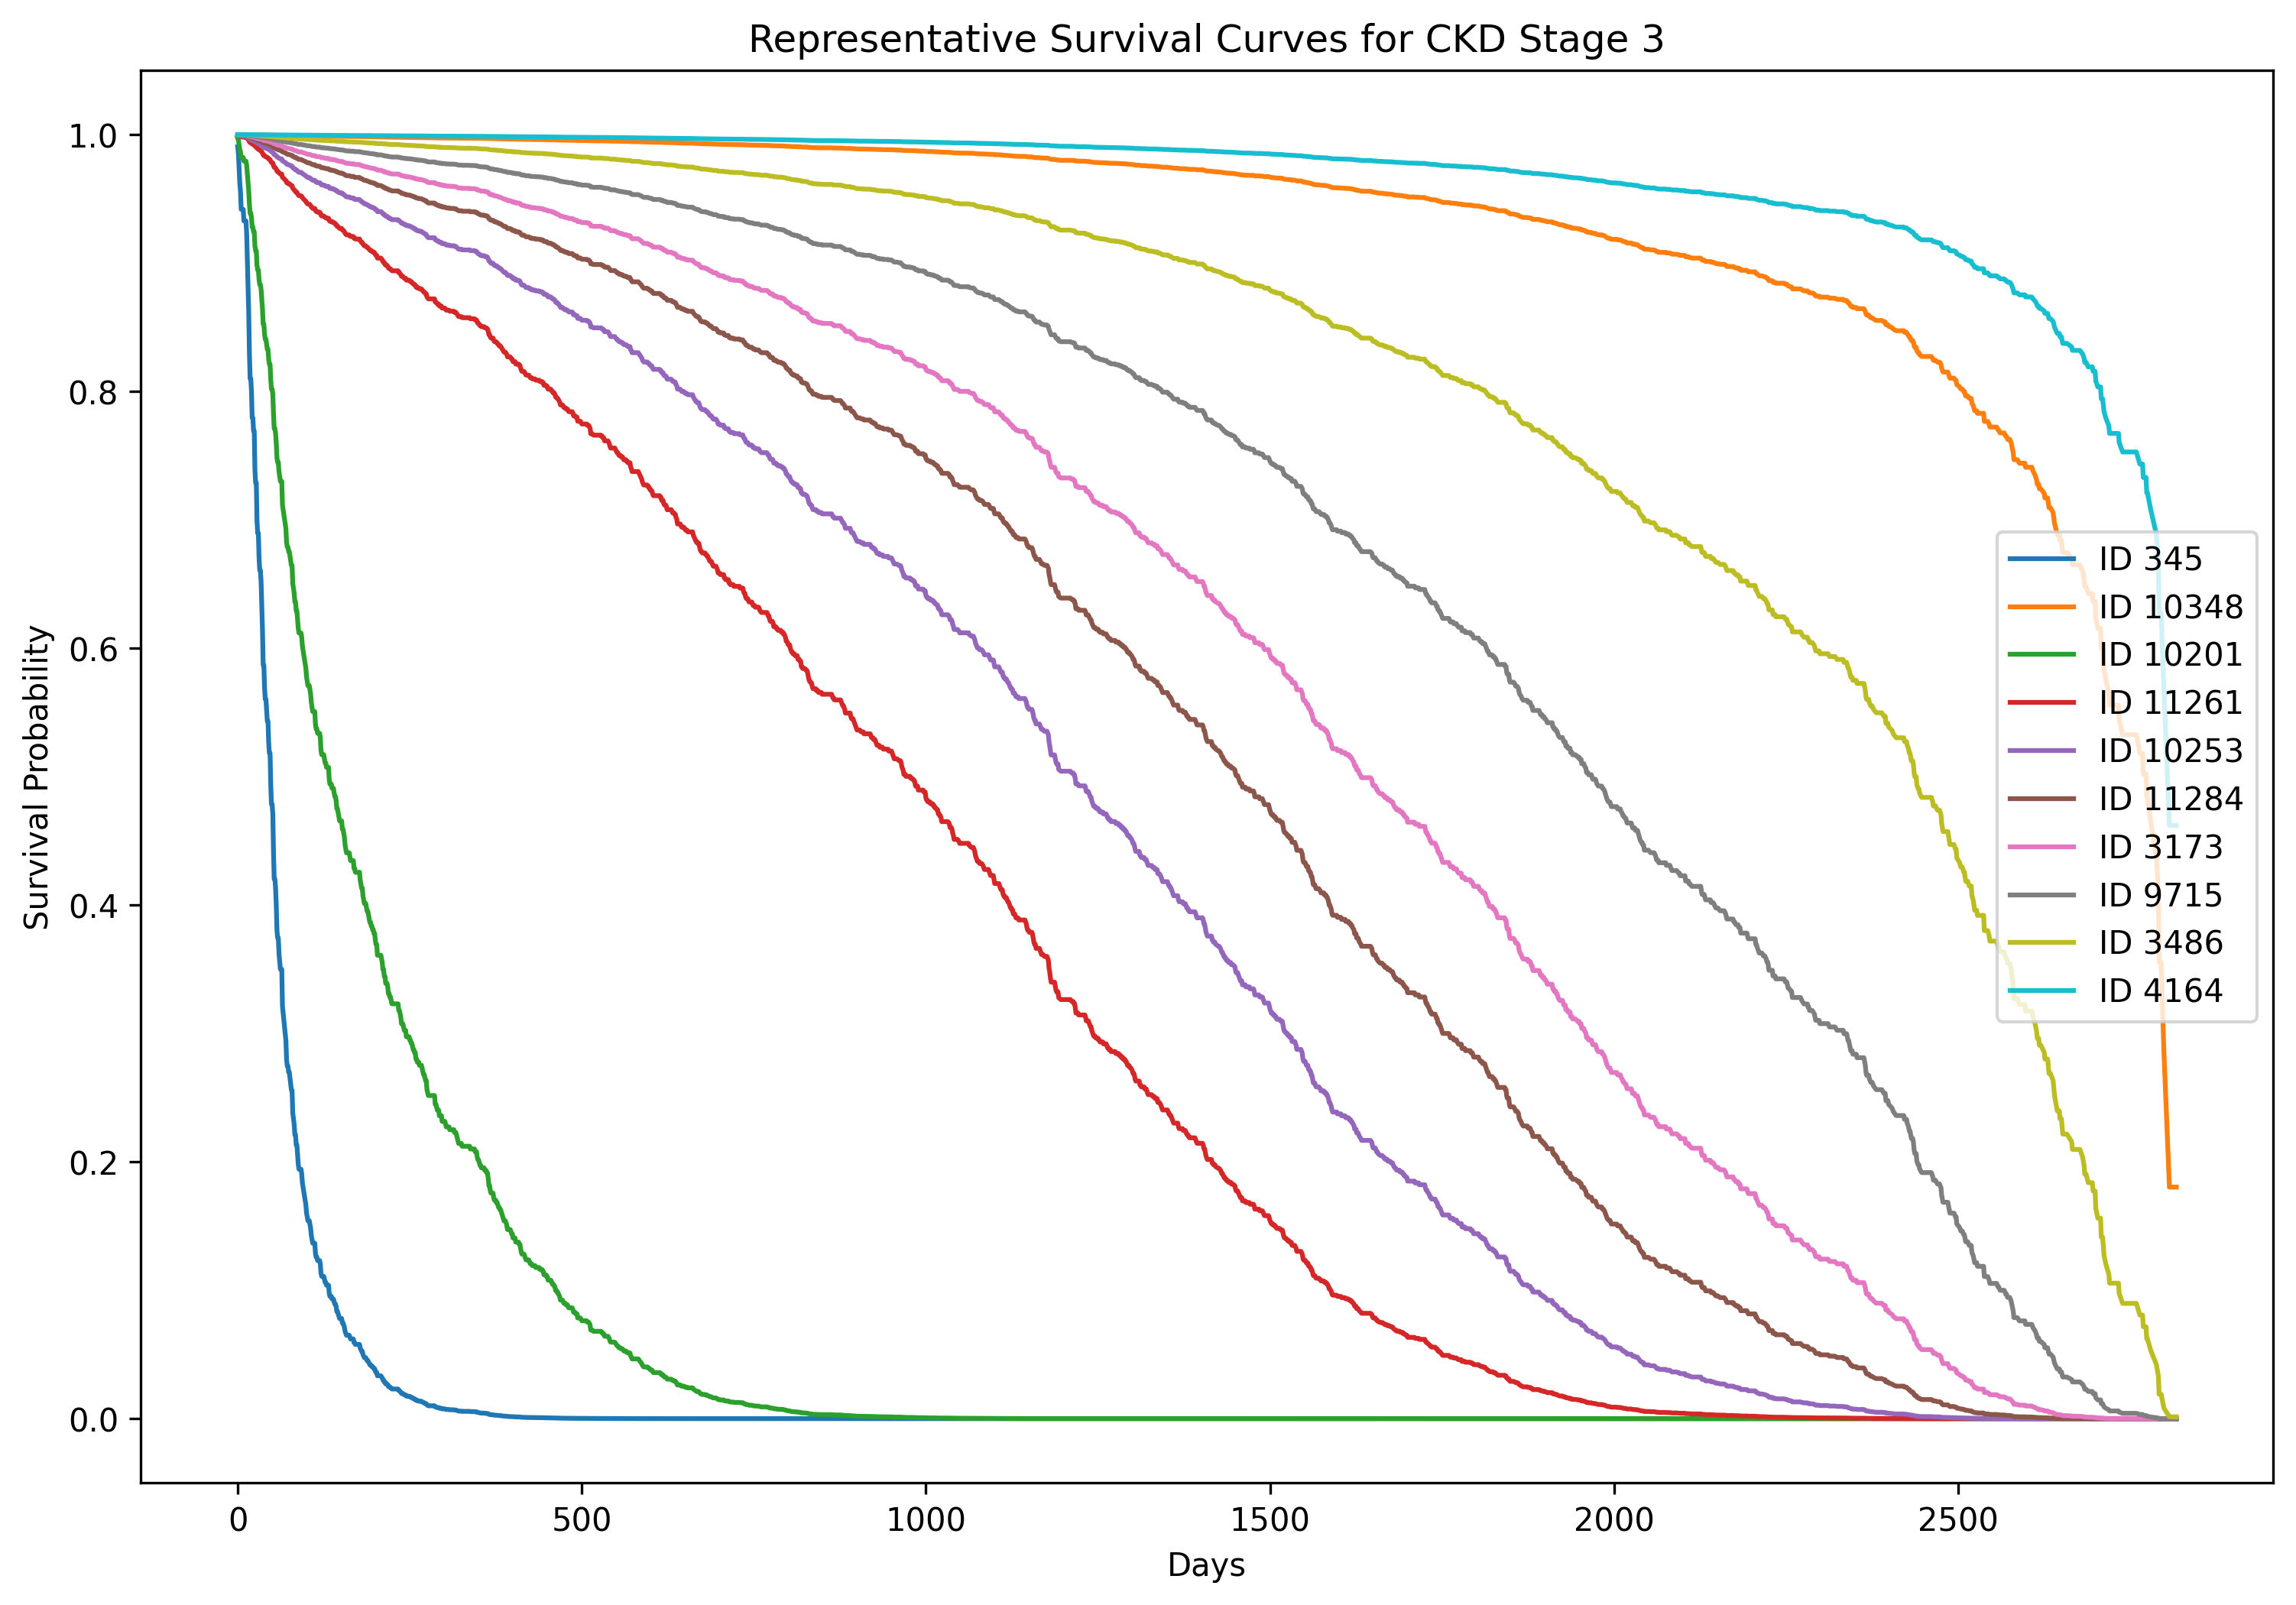 Representative Survival Curves for CKD Stage 3
Survival Probability
1.0
0.8
0.6
0.4
0.2
0.0
ID 345
ID 10348
ID 10201
ID 11261
ID 10253
ID 11284
ID 3173
ID 9715
ID 3486
ID 4164
0 500 1000 1500 2000 2500
Days